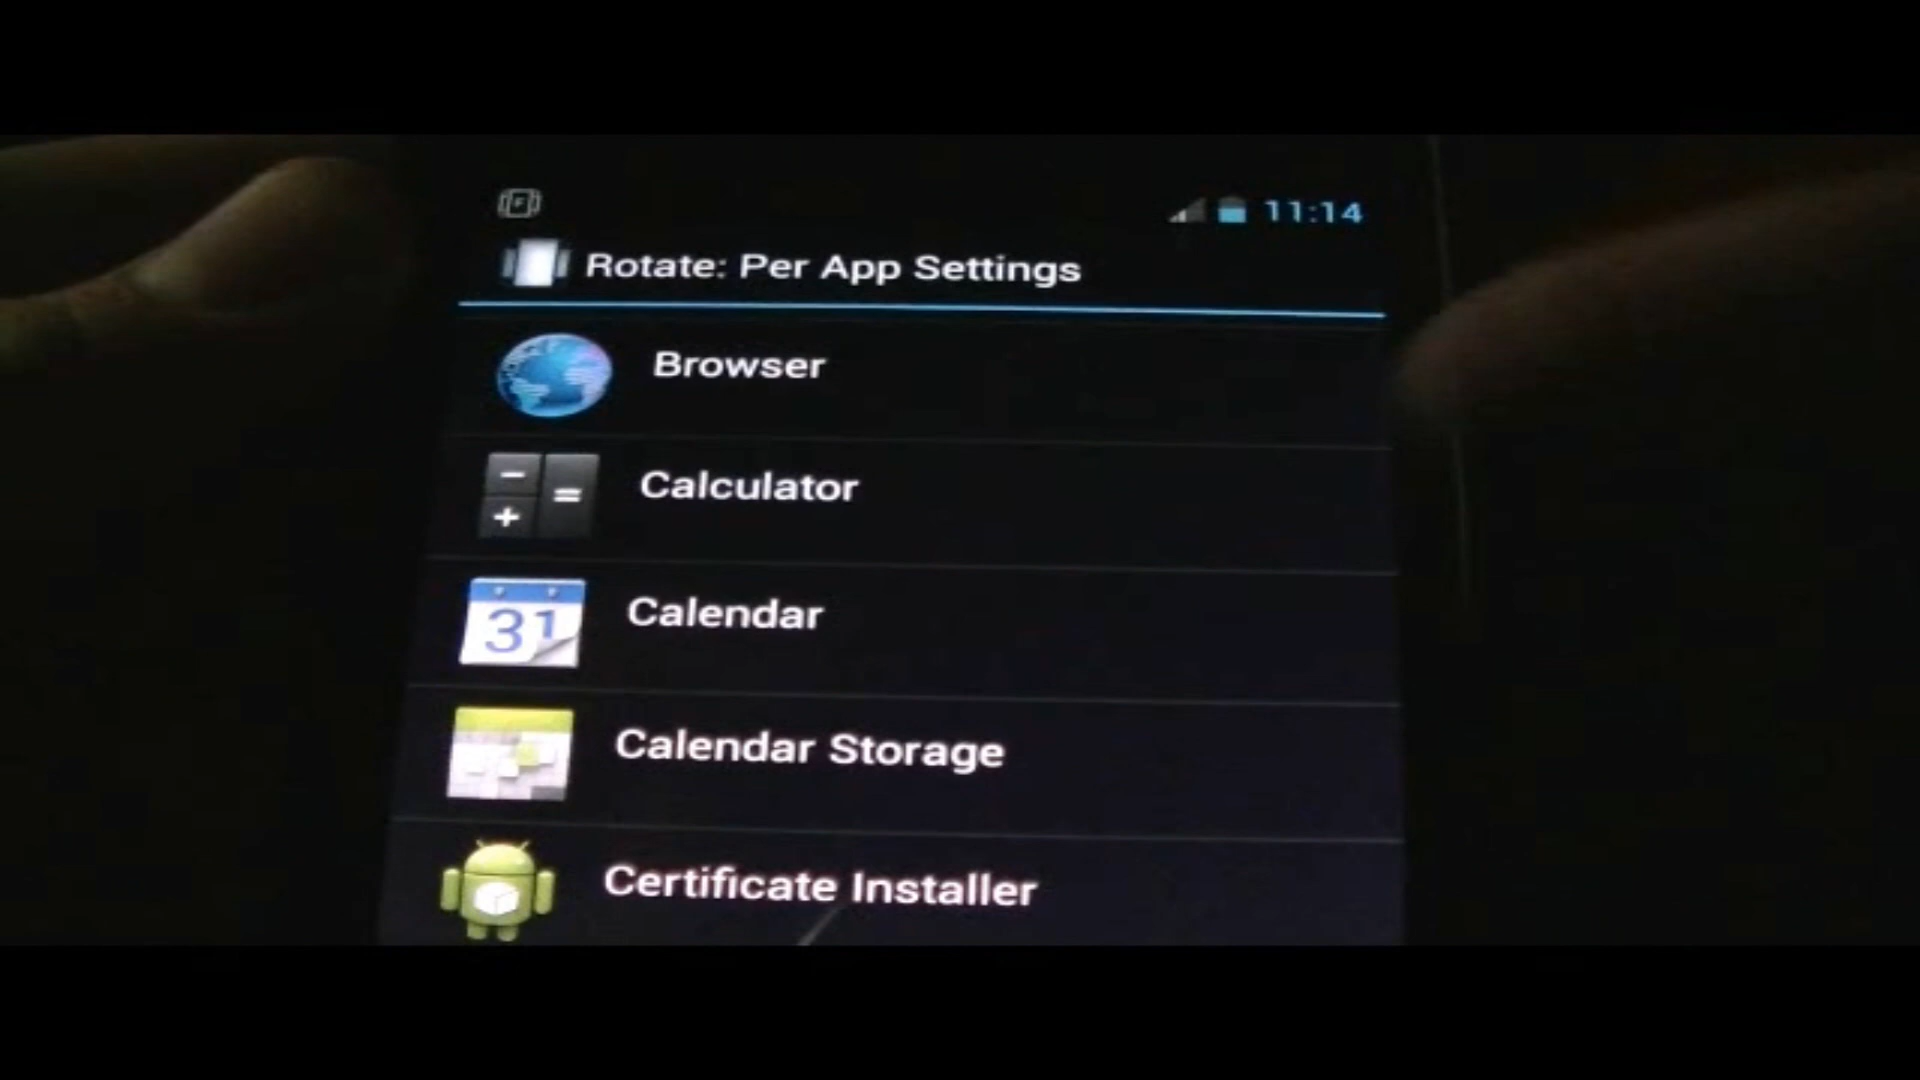 11:14
Rotate: Per App Settings
Browser
Calculator
Calendar
31
Calendar Storage
Certificate Installer